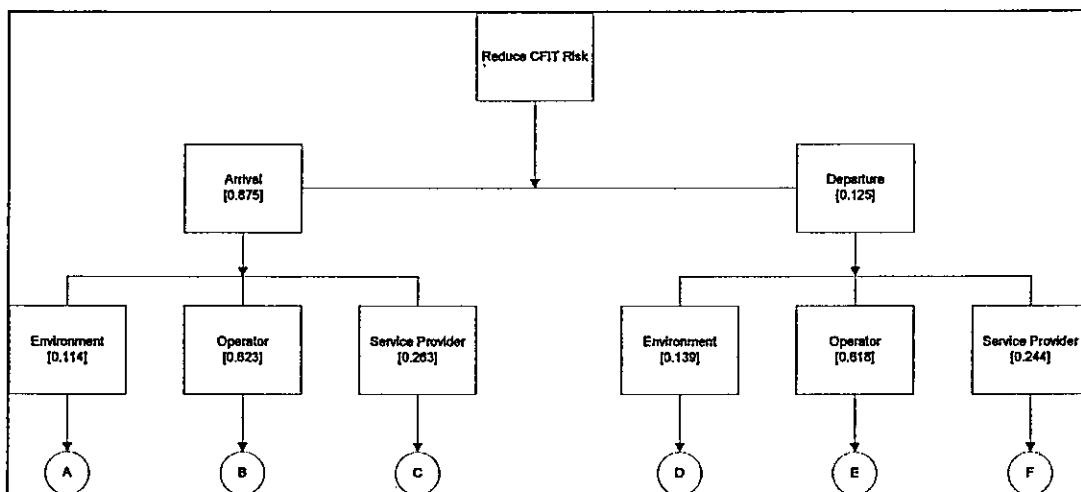 Reduce CFIT Risk
Arrival
[0.875]
Departure
[0.125]
Environment
[0.114]
Operator
[0.623]
Service Provider
[0.263]
Environment
[0.139]
Operator
[0.618]
Service Provider
[0.244]
A
B
C
D
E
F